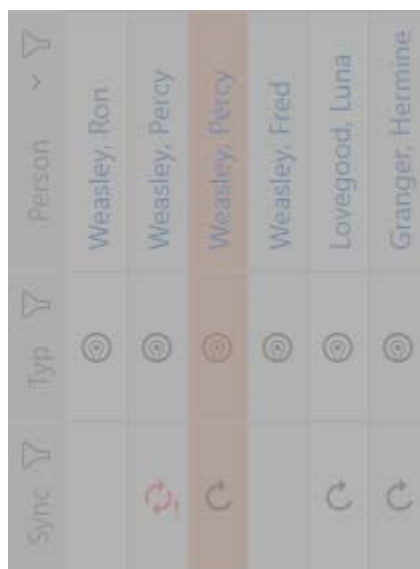 Sync Typ Person
Weasley, Ron
Weasley, Percy
Weasley, Percy
Weasley, Fred
Lovegood, Luna
Granger, Hermine